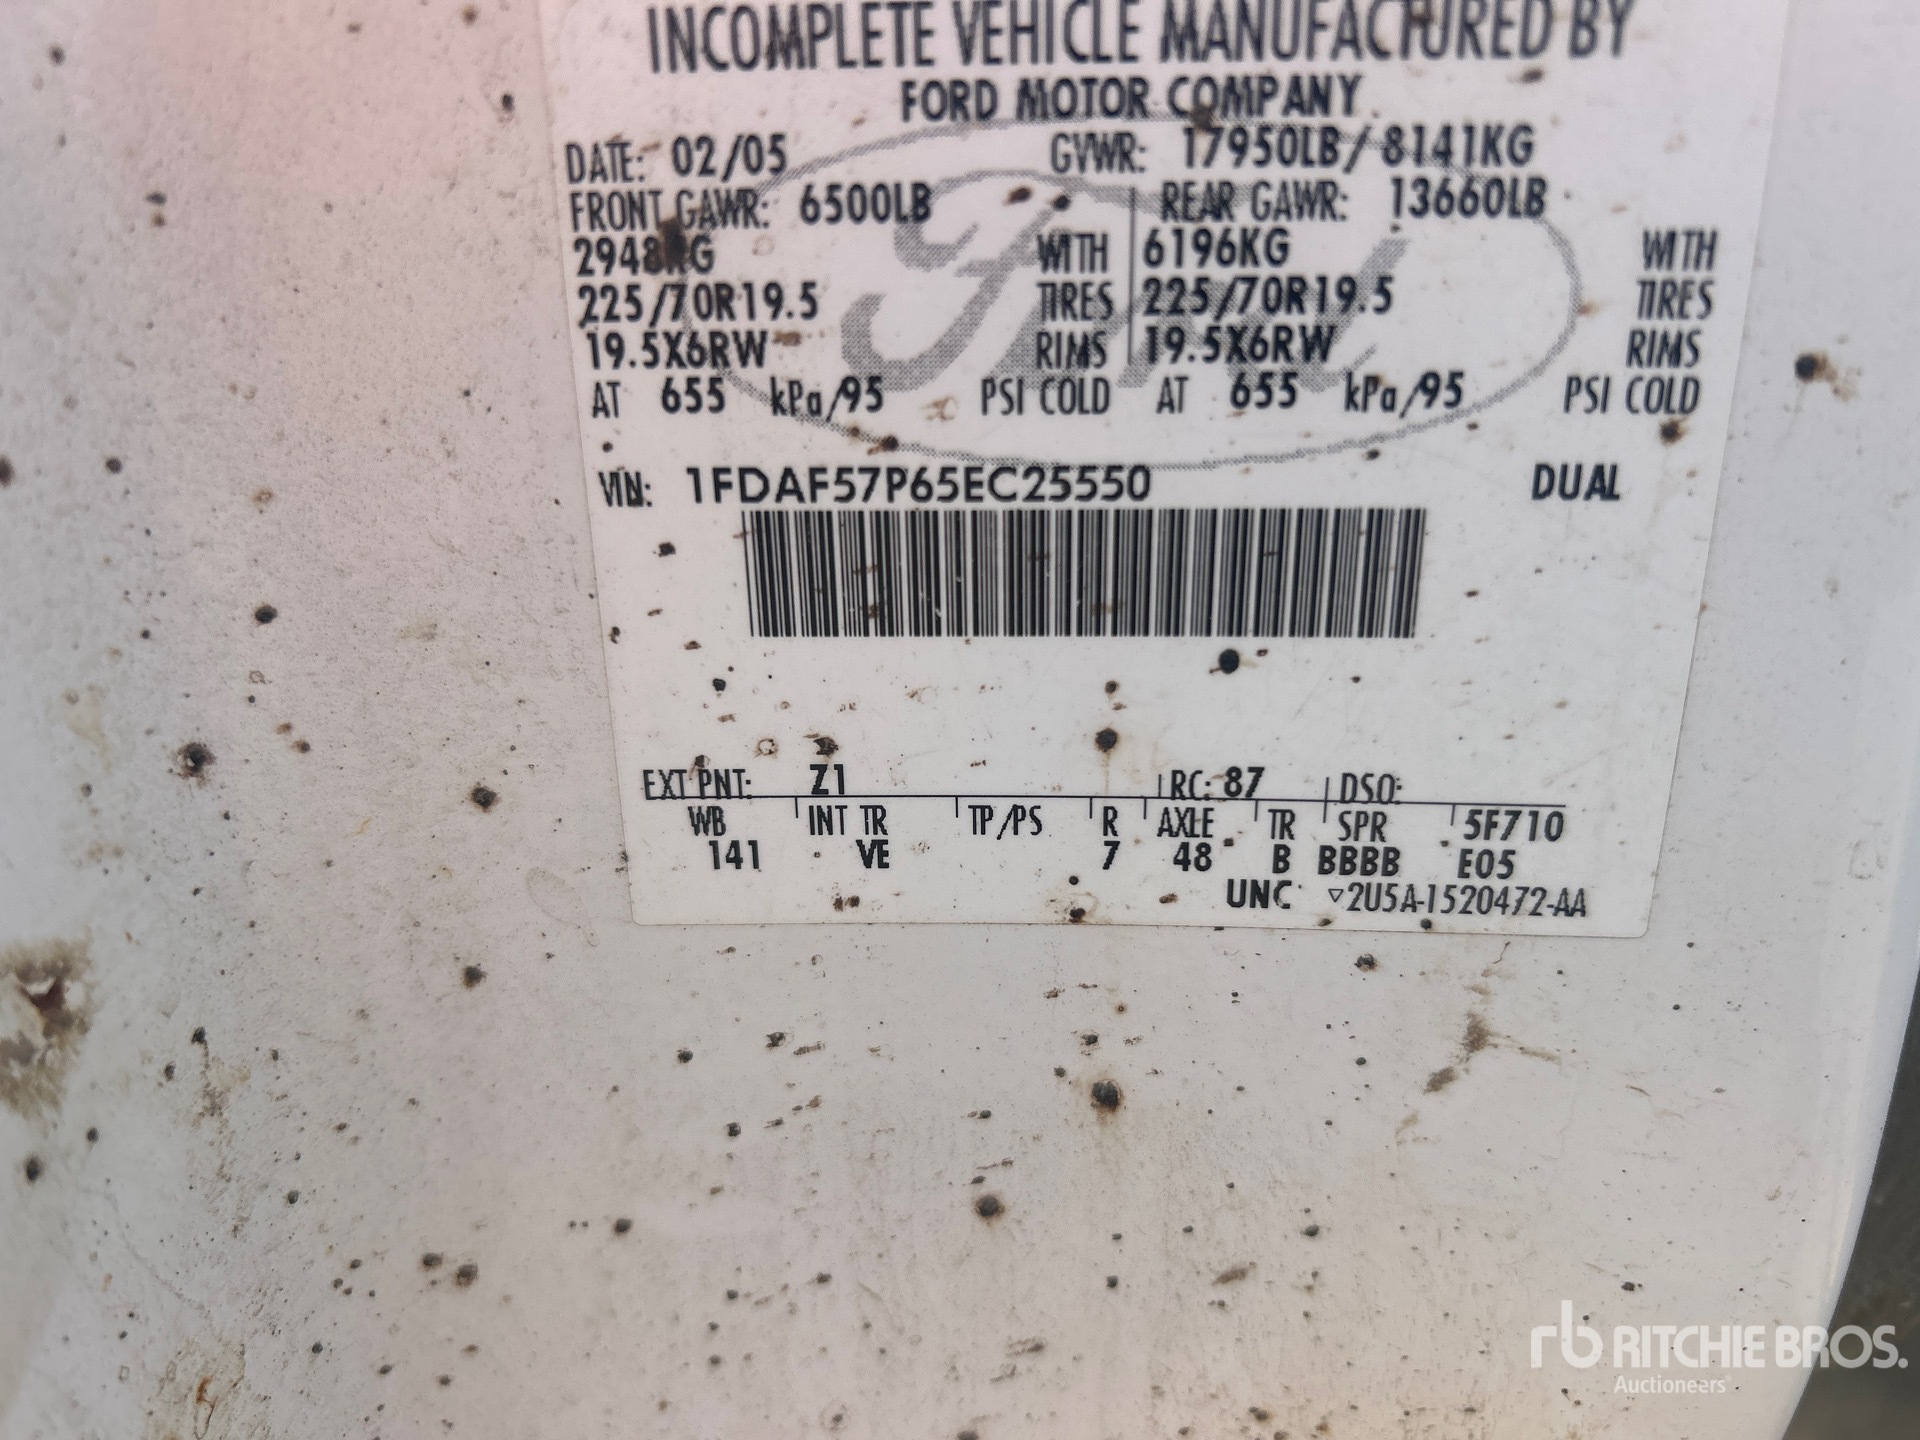 INCOMPLETE VEHICLE MANUFACTURED BY
FORD MOTOR COMPANY
DATE: 02/05 GVWR: 17950LB / 8141KG
FRONT GAWR: 6500LB REAR GAWR: 13660LB
2948KG WITH 6196KG WITH
225/70R19.5 TIRES 225/70R19.5 TIRES
19.5X6RW RIMS 19.5X6RW RIMS
AT 655 kPa/95 PSI COLD AT 655 kPa/95 PSI COLD
VIN: 1FDAF57P65EC25550 DUAL
EXT PNT: Z1 RC: 87 DSO:
WB INT TR TP/PS R AXLE TR SPR 5F710
141 VE 7 48 B BBBB E05
UNC ▿2U5A-1520472-AA
Ford
rb RITCHIE BROS.
Auctioneers